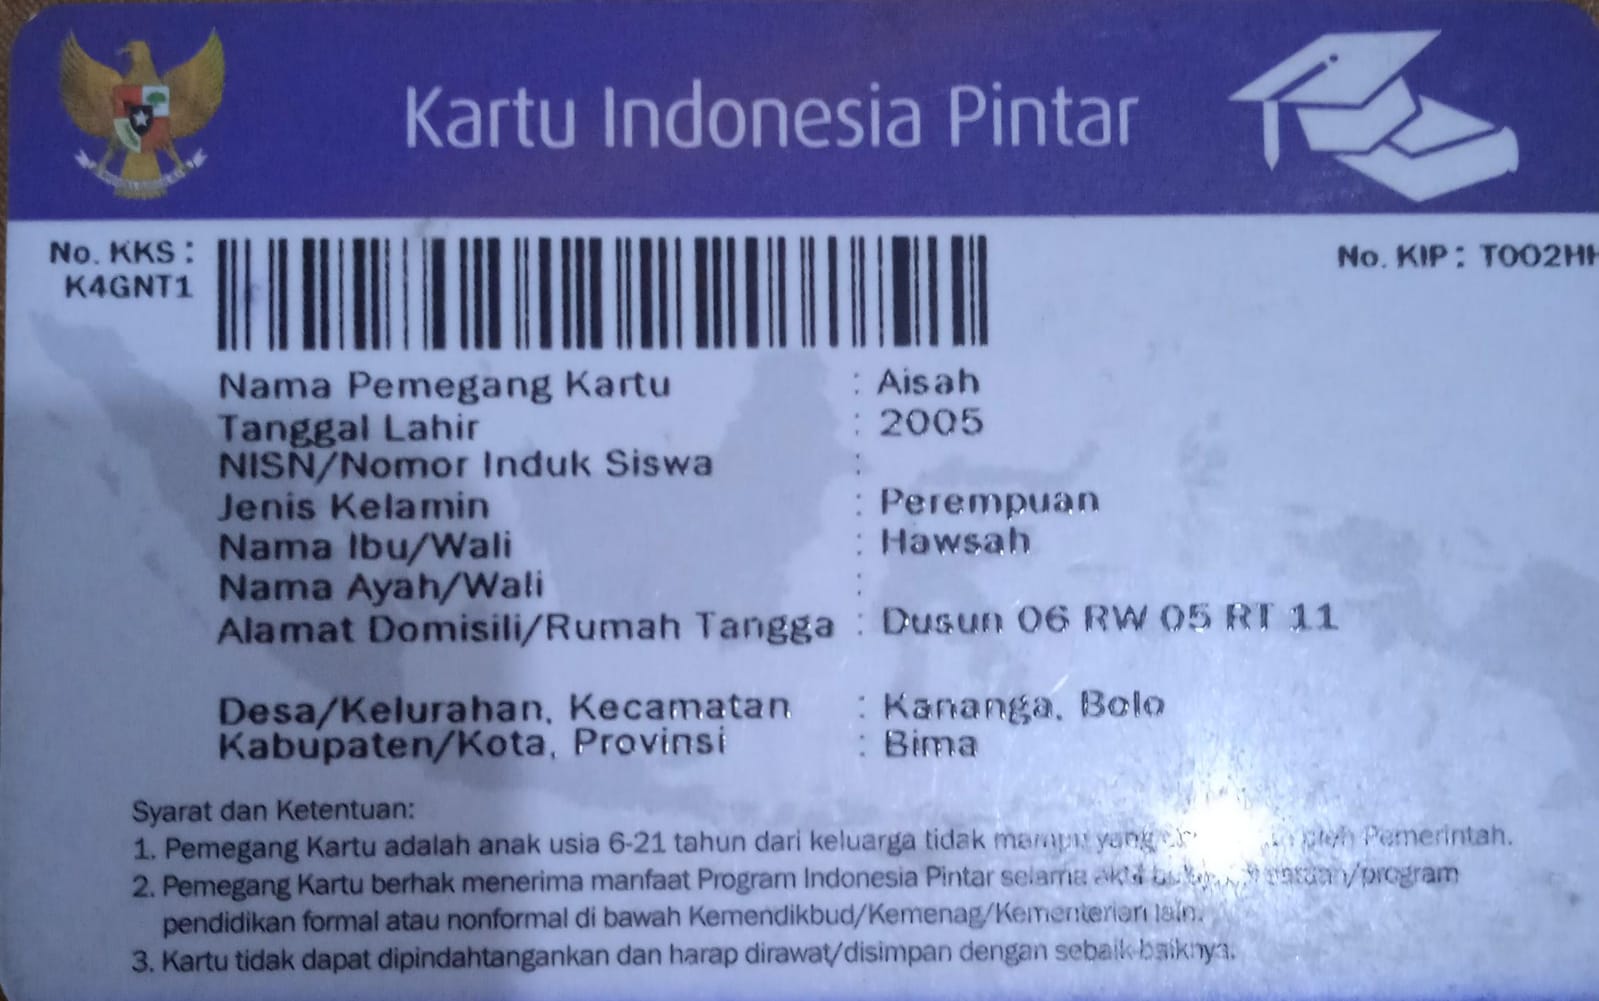 Kartu Indonesia Pintar
No. KKS :
K4GNT1
No. KIP : T002HH
Nama Pemegang Kartu : Aisah
Tanggal Lahir : 2005
NISN/Nomor Induk Siswa :
Jenis Kelamin : Perempuan
Nama Ibu/Wali : Hawsah
Nama Ayah/Wali :
Alamat Domisili/Rumah Tangga : Dusun 06 RW 05 RT 11
Desa/Kelurahan, Kecamatan : Kananga, Bolo
Kabupaten/Kota, Provinsi : Bima
Syarat dan Ketentuan:
1. Pemegang Kartu adalah anak usia 6-21 tahun dari keluarga tidak mampu yang oleh Pemerintah.
2. Pemegang Kartu berhak menerima manfaat Program Indonesia Pintar selama aktif /program
pendidikan formal atau nonformal di bawah Kemendikbud/Kemenag/Kementerian lain.
3. Kartu tidak dapat dipindahtangankan dan harap dirawat/disimpan dengan sebaik-baiknya.